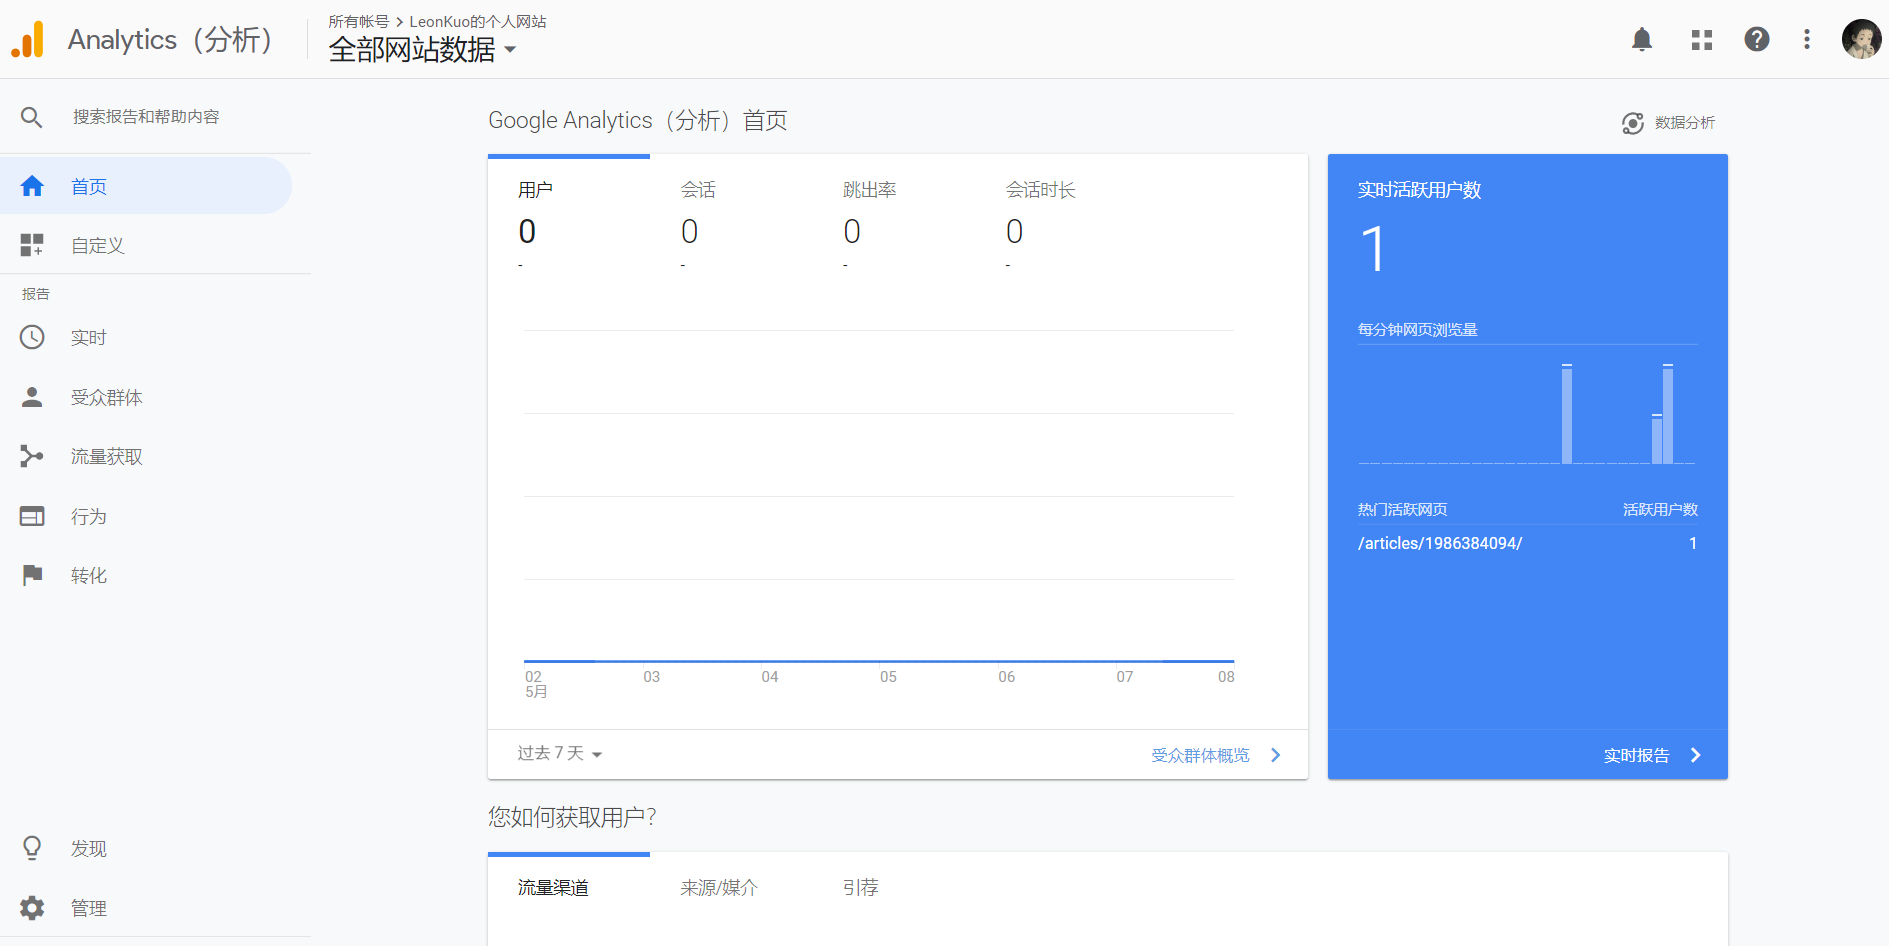 Analytics（分析）
所有帐号 > LeonKuo的个人网站
全部网站数据
搜索报告和帮助内容
首页
自定义
报告
实时
受众群体
流量获取
行为
转化
发现
管理
Google Analytics（分析）首页
数据分析
用户 会话 跳出率 会话时长
0 0 0 0
- - - -
02 03 04 05 06 07 08
5月
过去 7 天
受众群体概览
实时活跃用户数
1
每分钟网页浏览量
热门活跃网页 活跃用户数
/articles/1986384094/ 1
实时报告
您如何获取用户？
流量渠道 来源/媒介 引荐